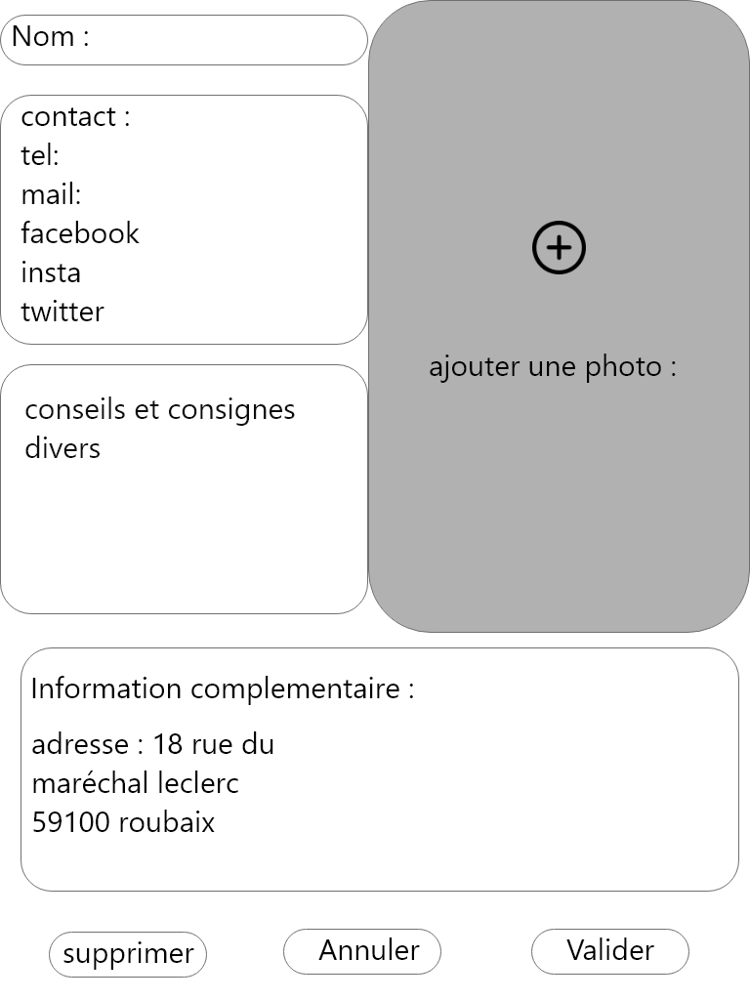 Nom :
contact :
tel:
mail:
facebook
insta
twitter
ajouter une photo :
conseils et consignes
divers
Information complementaire :
adresse : 18 rue du
maréchal leclerc
59100 roubaix
supprimer
Annuler
Valider